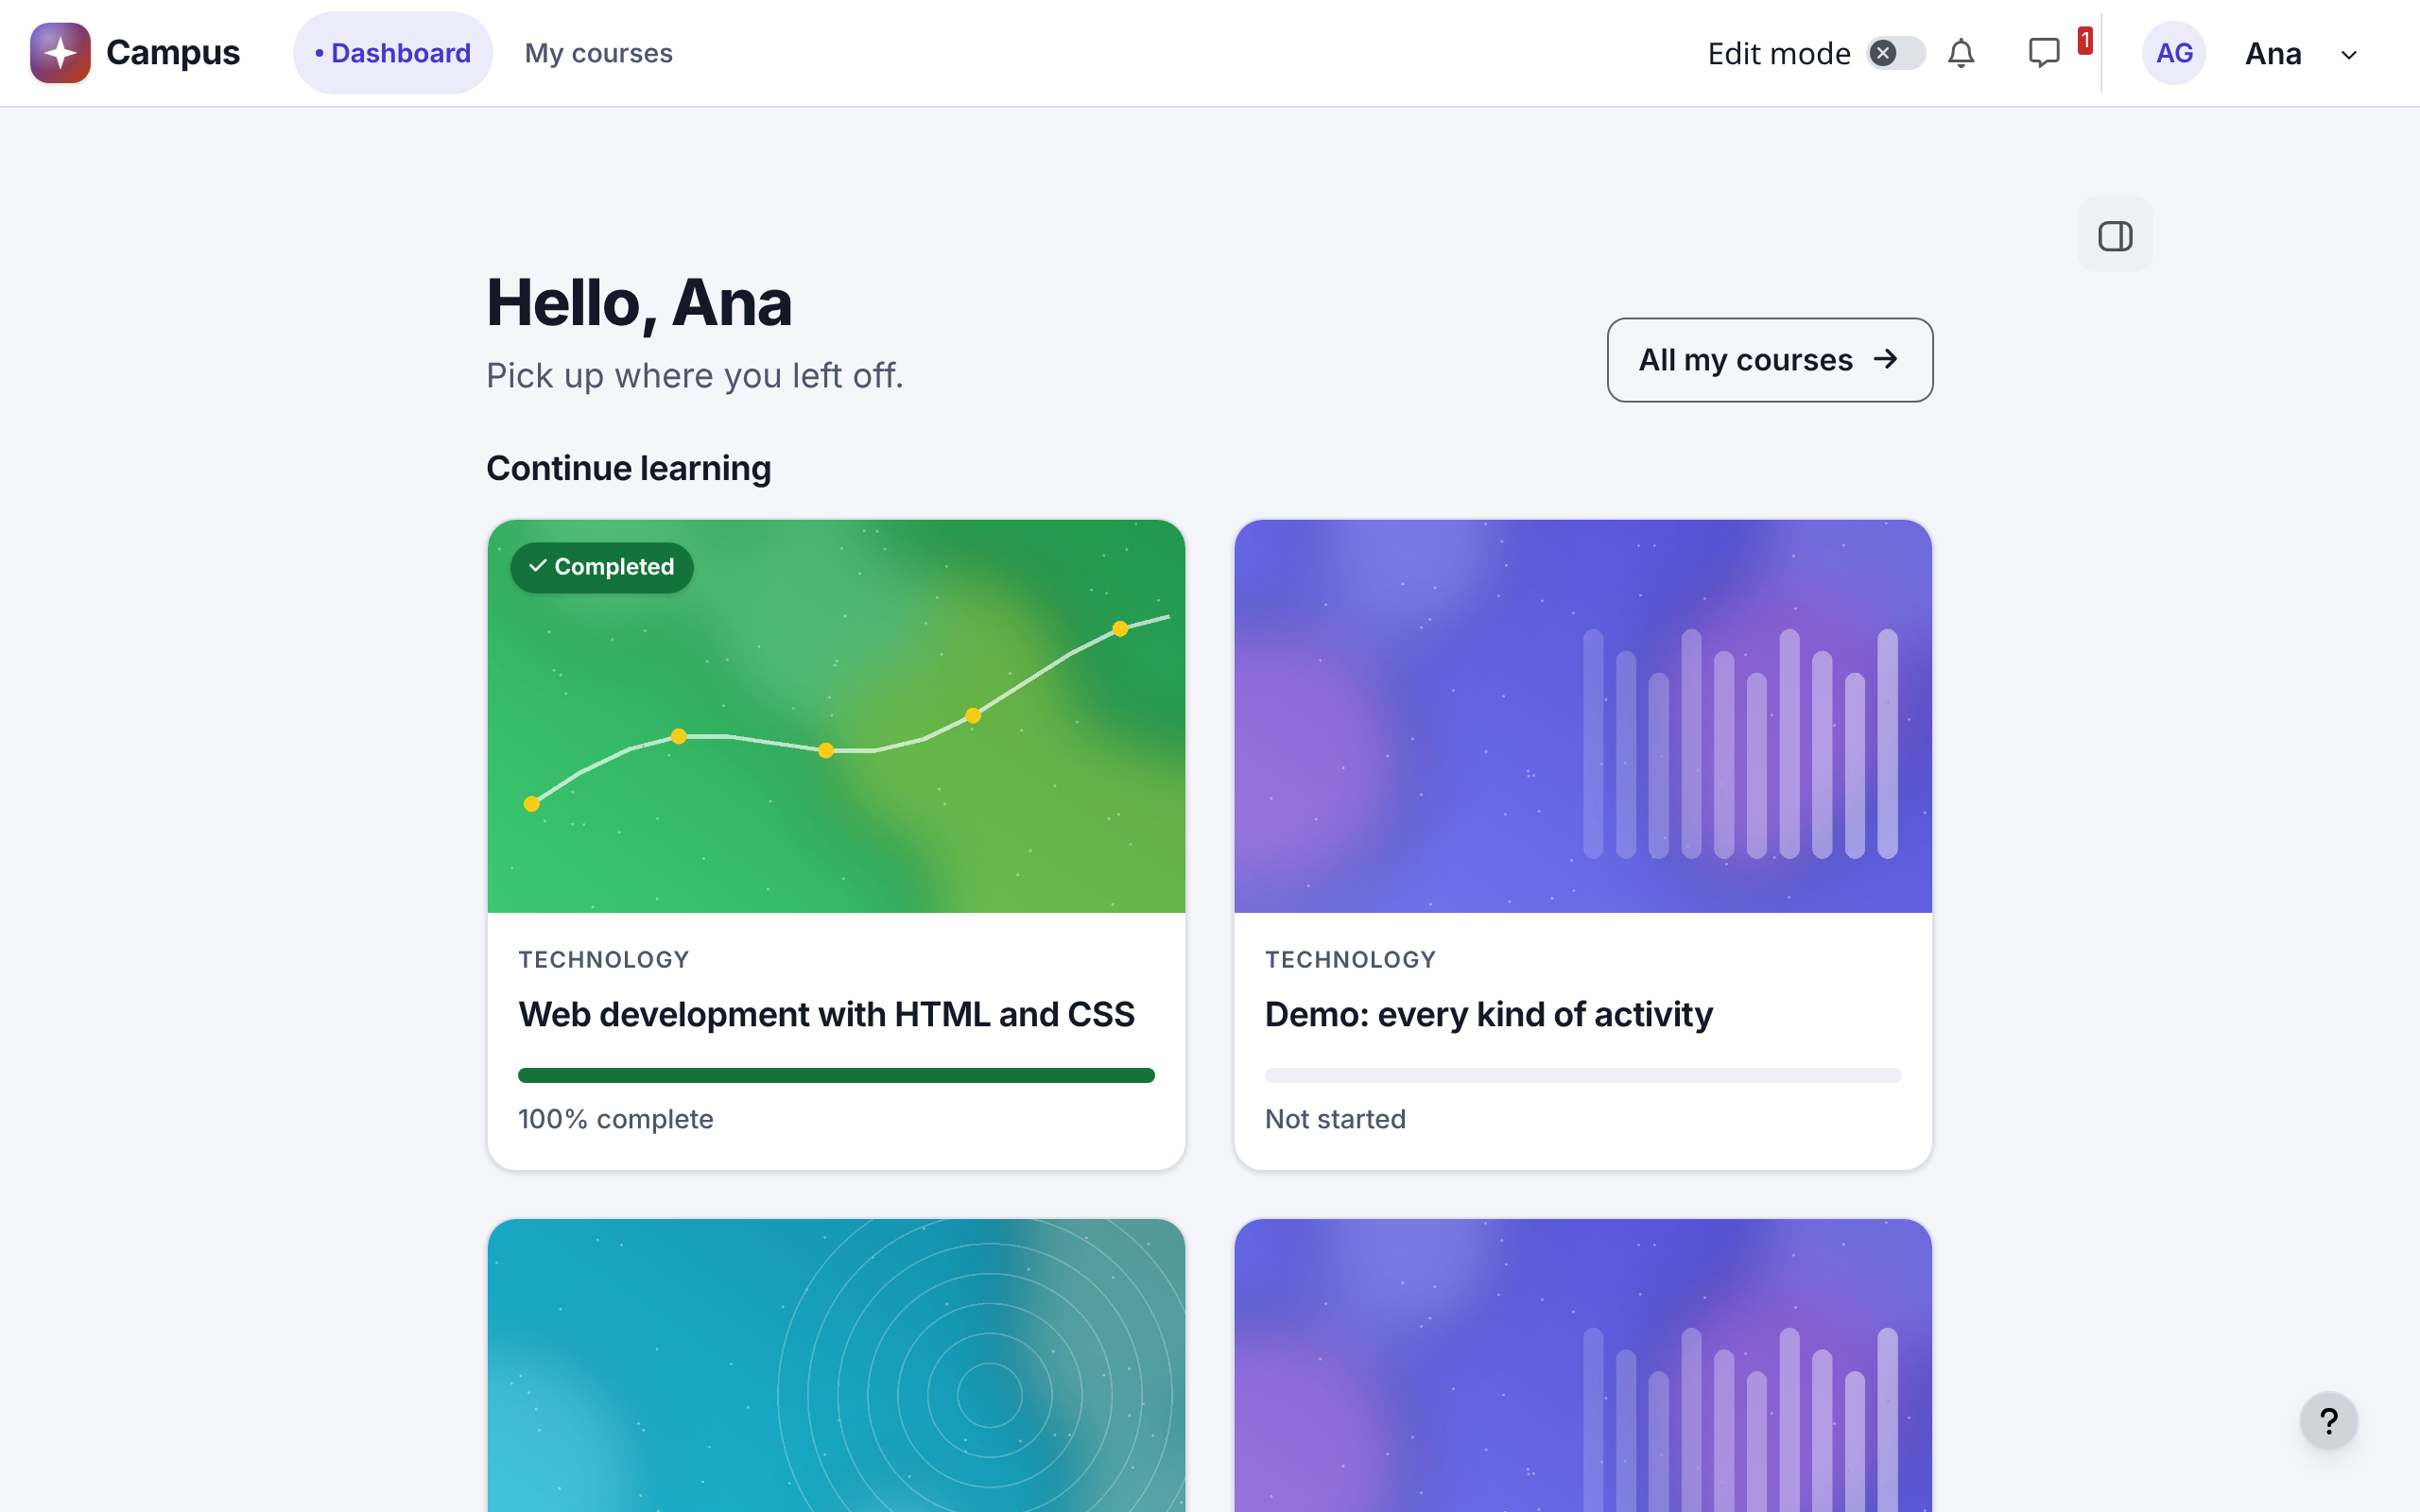 Campus
Dashboard
My courses
Edit mode
1
AG
Ana
Hello, Ana
Pick up where you left off.
All my courses
Continue learning
Completed
TECHNOLOGY
Web development with HTML and CSS
100% complete
TECHNOLOGY
Demo: every kind of activity
Not started
?